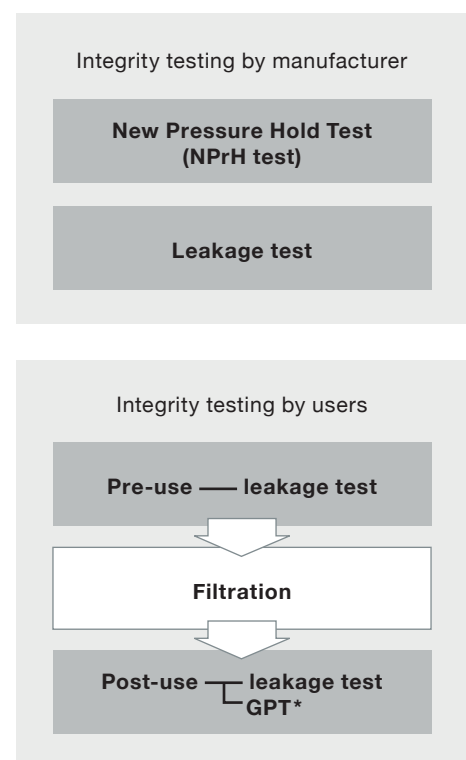 Integrity testing by manufacturer
New Pressure Hold Test
(NPrH test)
Leakage test
Integrity testing by users
Pre-use — leakage test
Filtration
Post-use — leakage test
GPT*